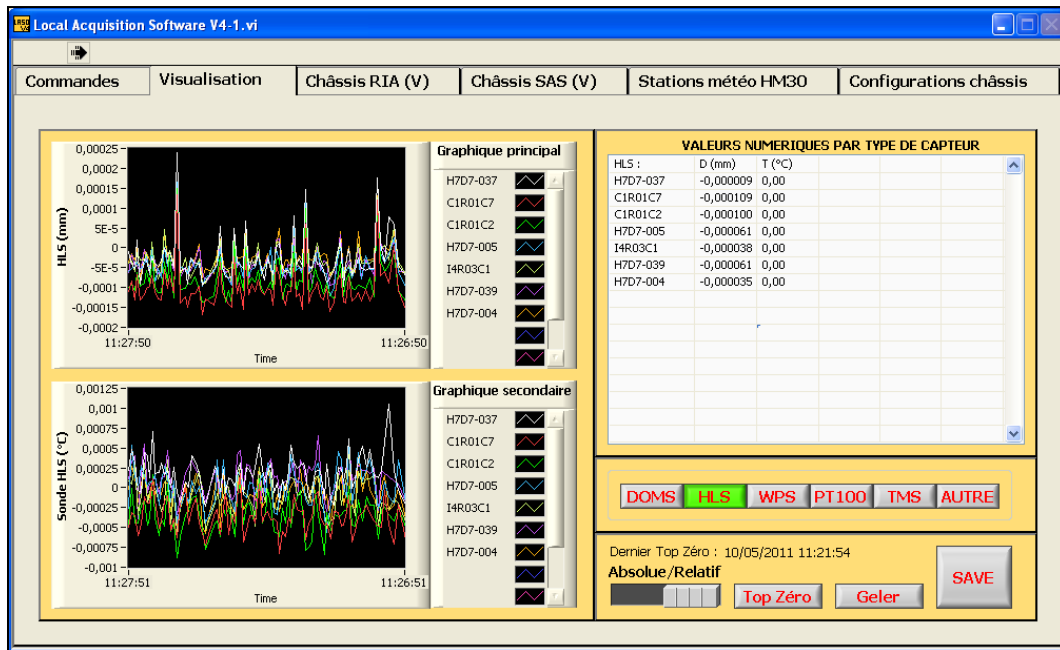 Local Acquisition Software V4-1.vi
Commandes Visualisation Châssis RIA (V) Châssis SAS (V) Stations météo HM30 Configurations châssis
Graphique principal
HLS (mm)
0,00025
0,0002
0,00015
0,0001
5E-5
0
-5E-5
-0,0001
-0,00015
-0,0002
11:27:50 11:26:50
Time
H7D7-037
C1R01C7
C1R01C2
H7D7-005
I4R03C1
H7D7-039
H7D7-004
Graphique secondaire
Sonde HLS (°C)
0,00125
0,001
0,00075
0,0005
0,00025
0
-0,00025
-0,0005
-0,00075
-0,001
11:27:51 11:26:51
Time
H7D7-037
C1R01C7
C1R01C2
H7D7-005
I4R03C1
H7D7-039
H7D7-004
VALEURS NUMERIQUES PAR TYPE DE CAPTEUR
HLS : D (mm) T (°C)
H7D7-037 -0,000009 0,00
C1R01C7 -0,000109 0,00
C1R01C2 -0,000100 0,00
H7D7-005 -0,000061 0,00
I4R03C1 -0,000038 0,00
H7D7-039 -0,000061 0,00
H7D7-004 -0,000035 0,00
DOMS HLS WPS PT100 TMS AUTRE
Dernier Top Zéro : 10/05/2011 11:21:54
Absolue/Relatif
Top Zéro Geler SAVE